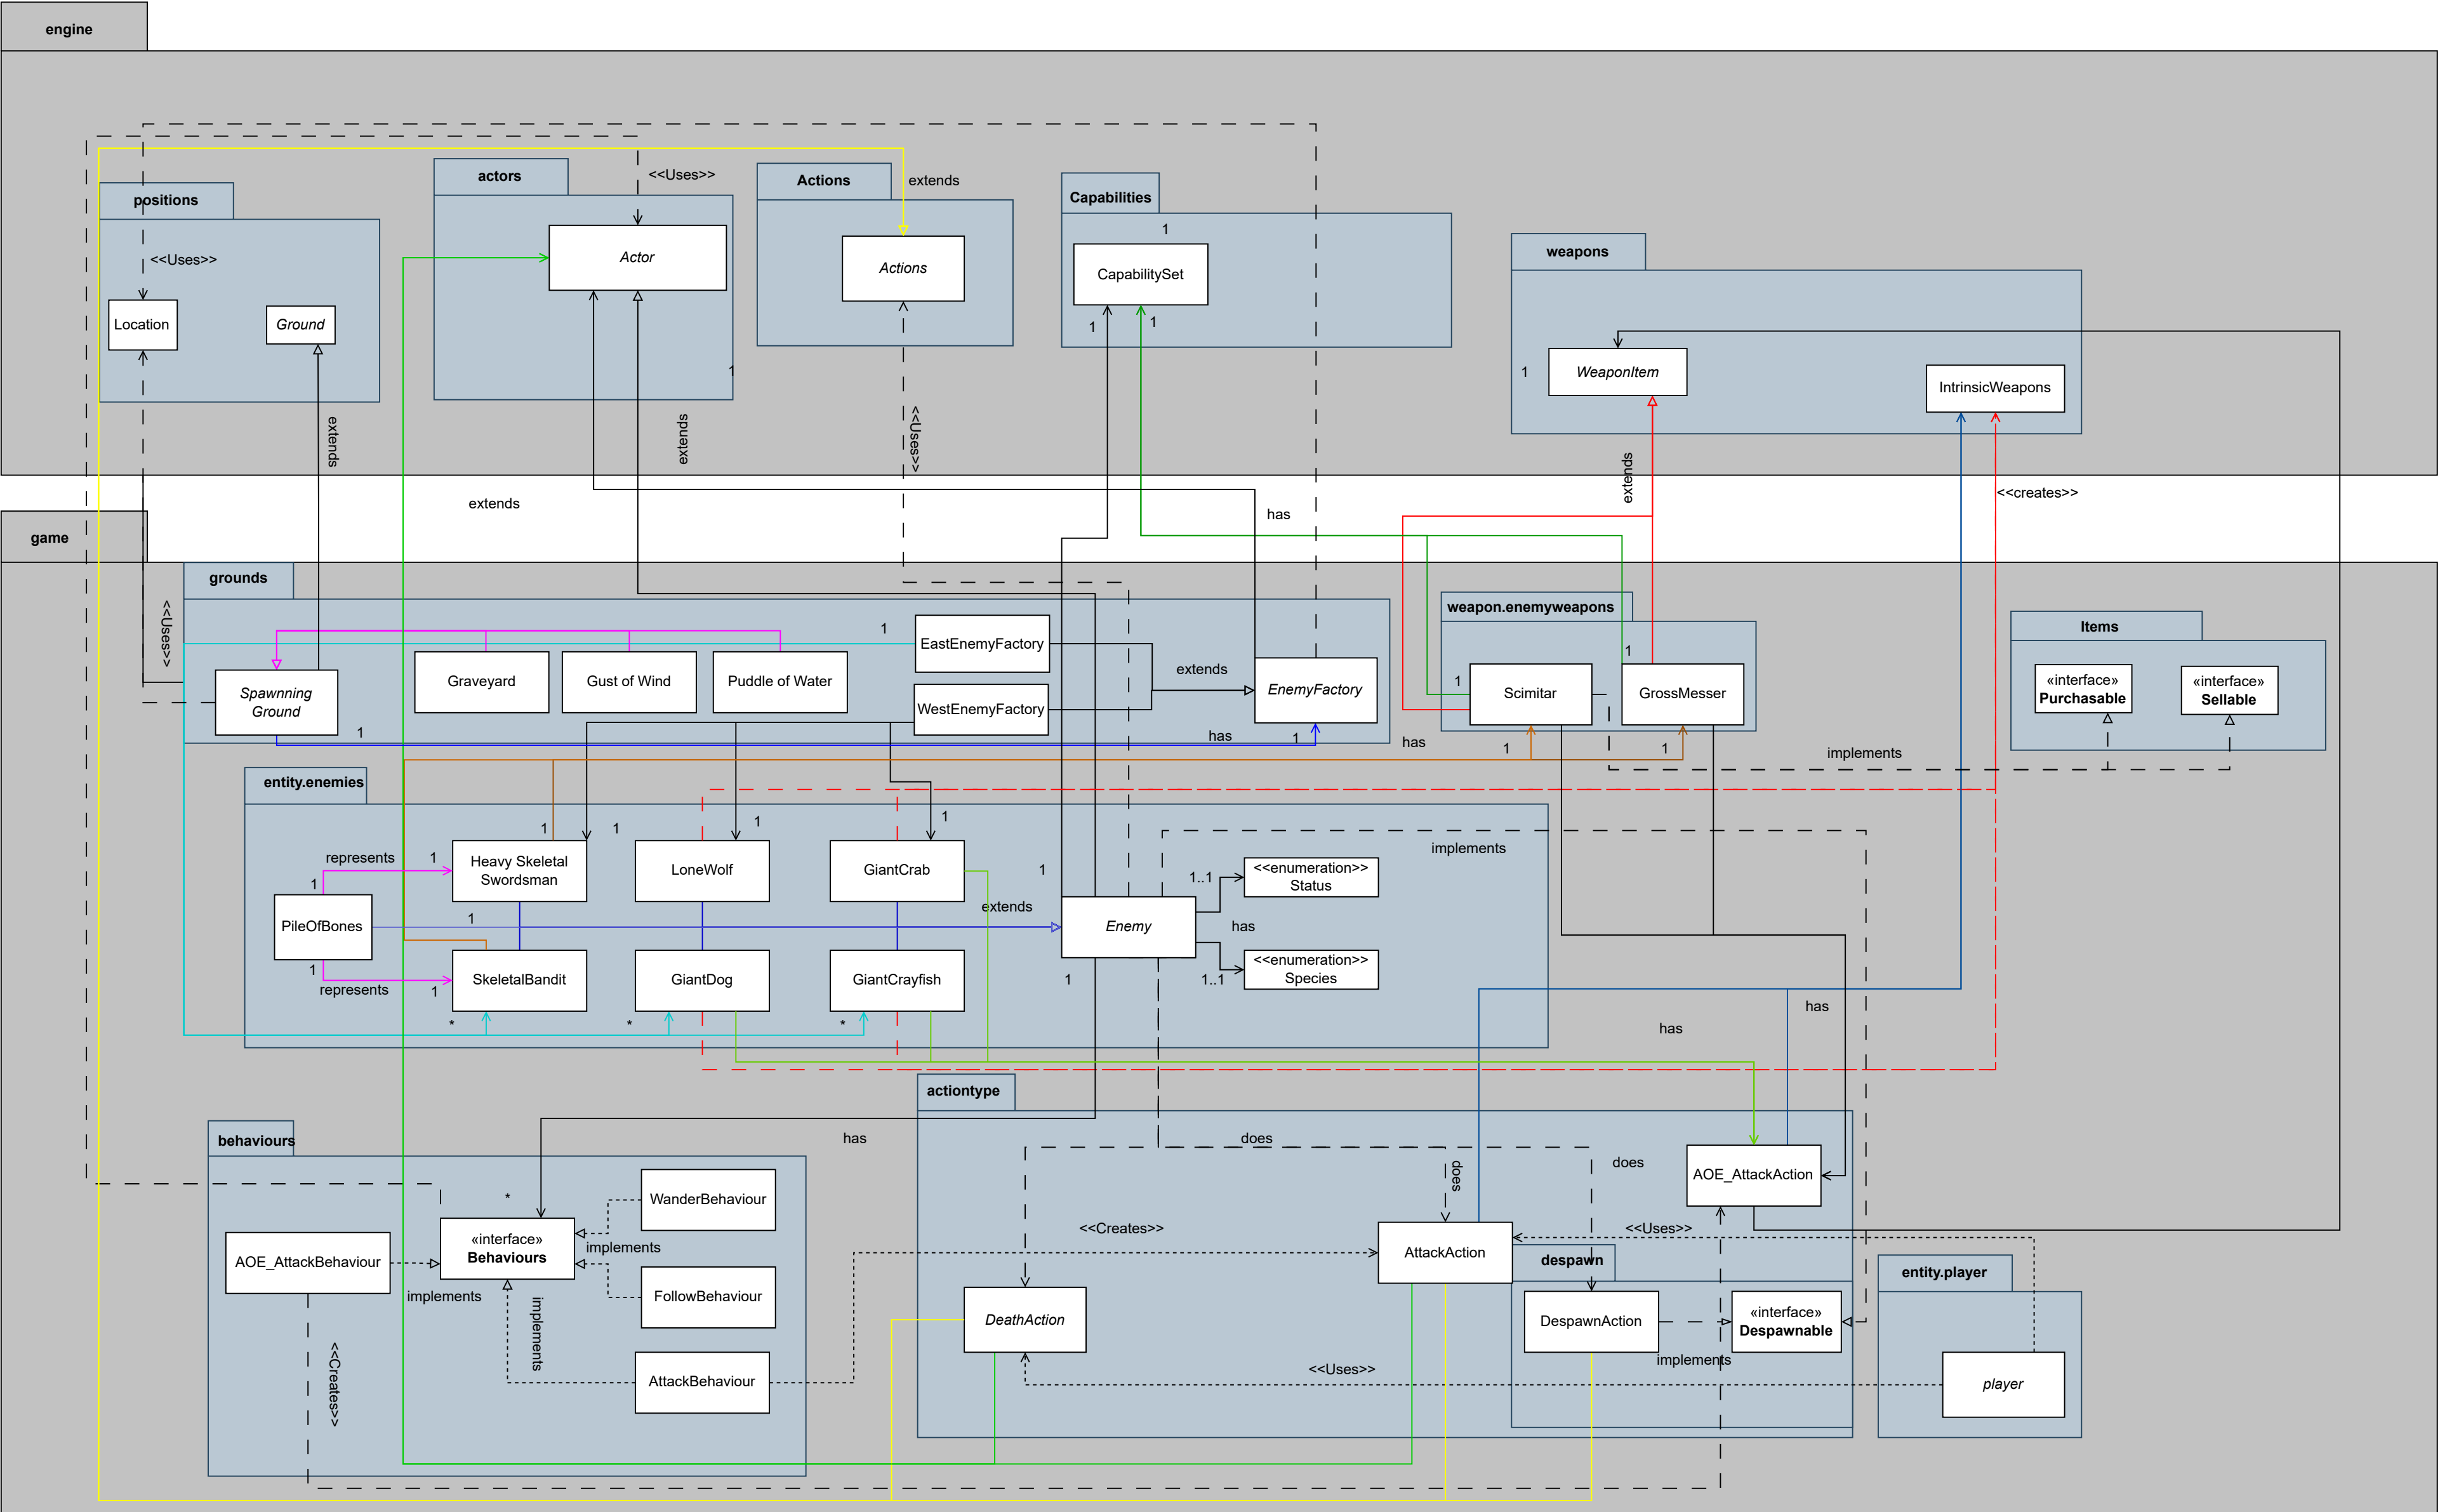 engine
actors
<<Uses>>
Actions
extends
Capabilities
positions
1
weapons
<<Uses>>
Actor
Actions
CapabilitySet
Location
Ground
1
1
1
1
WeaponItem
IntrinsicWeapons
extends
extends
<<Uses>>
extends
<<creates>>
extends
has
game
grounds
weapon.enemyweapons
Items
<<Uses>>
1
EastEnemyFactory
extends
1
Graveyard
Gust of Wind
Puddle of Water
EnemyFactory
1
Scimitar
GrossMesser
«interface»
Purchasable
«interface»
Sellable
Spawnning
Ground
WestEnemyFactory
1
has
1
has
1
1
implements
entity.enemies
1
1
1
1
represents
1
Heavy Skeletal
Swordsman
LoneWolf
GiantCrab
1
implements
<<enumeration>>
Status
1..1
1
extends
PileOfBones
1
Enemy
has
1
represents
1
SkeletalBandit
GiantDog
GiantCrayfish
1
1..1
<<enumeration>>
Species
*
*
*
has
has
actiontype
behaviours
has
does
does
does
AOE_AttackAction
*
WanderBehaviour
<<Creates>>
<<Uses>>
«interface»
Behaviours
implements
AOE_AttackBehaviour
AttackAction
despawn
entity.player
implements
implements
FollowBehaviour
DeathAction
DespawnAction
«interface»
Despawnable
implements
<<Creates>>
<<Uses>>
AttackBehaviour
player